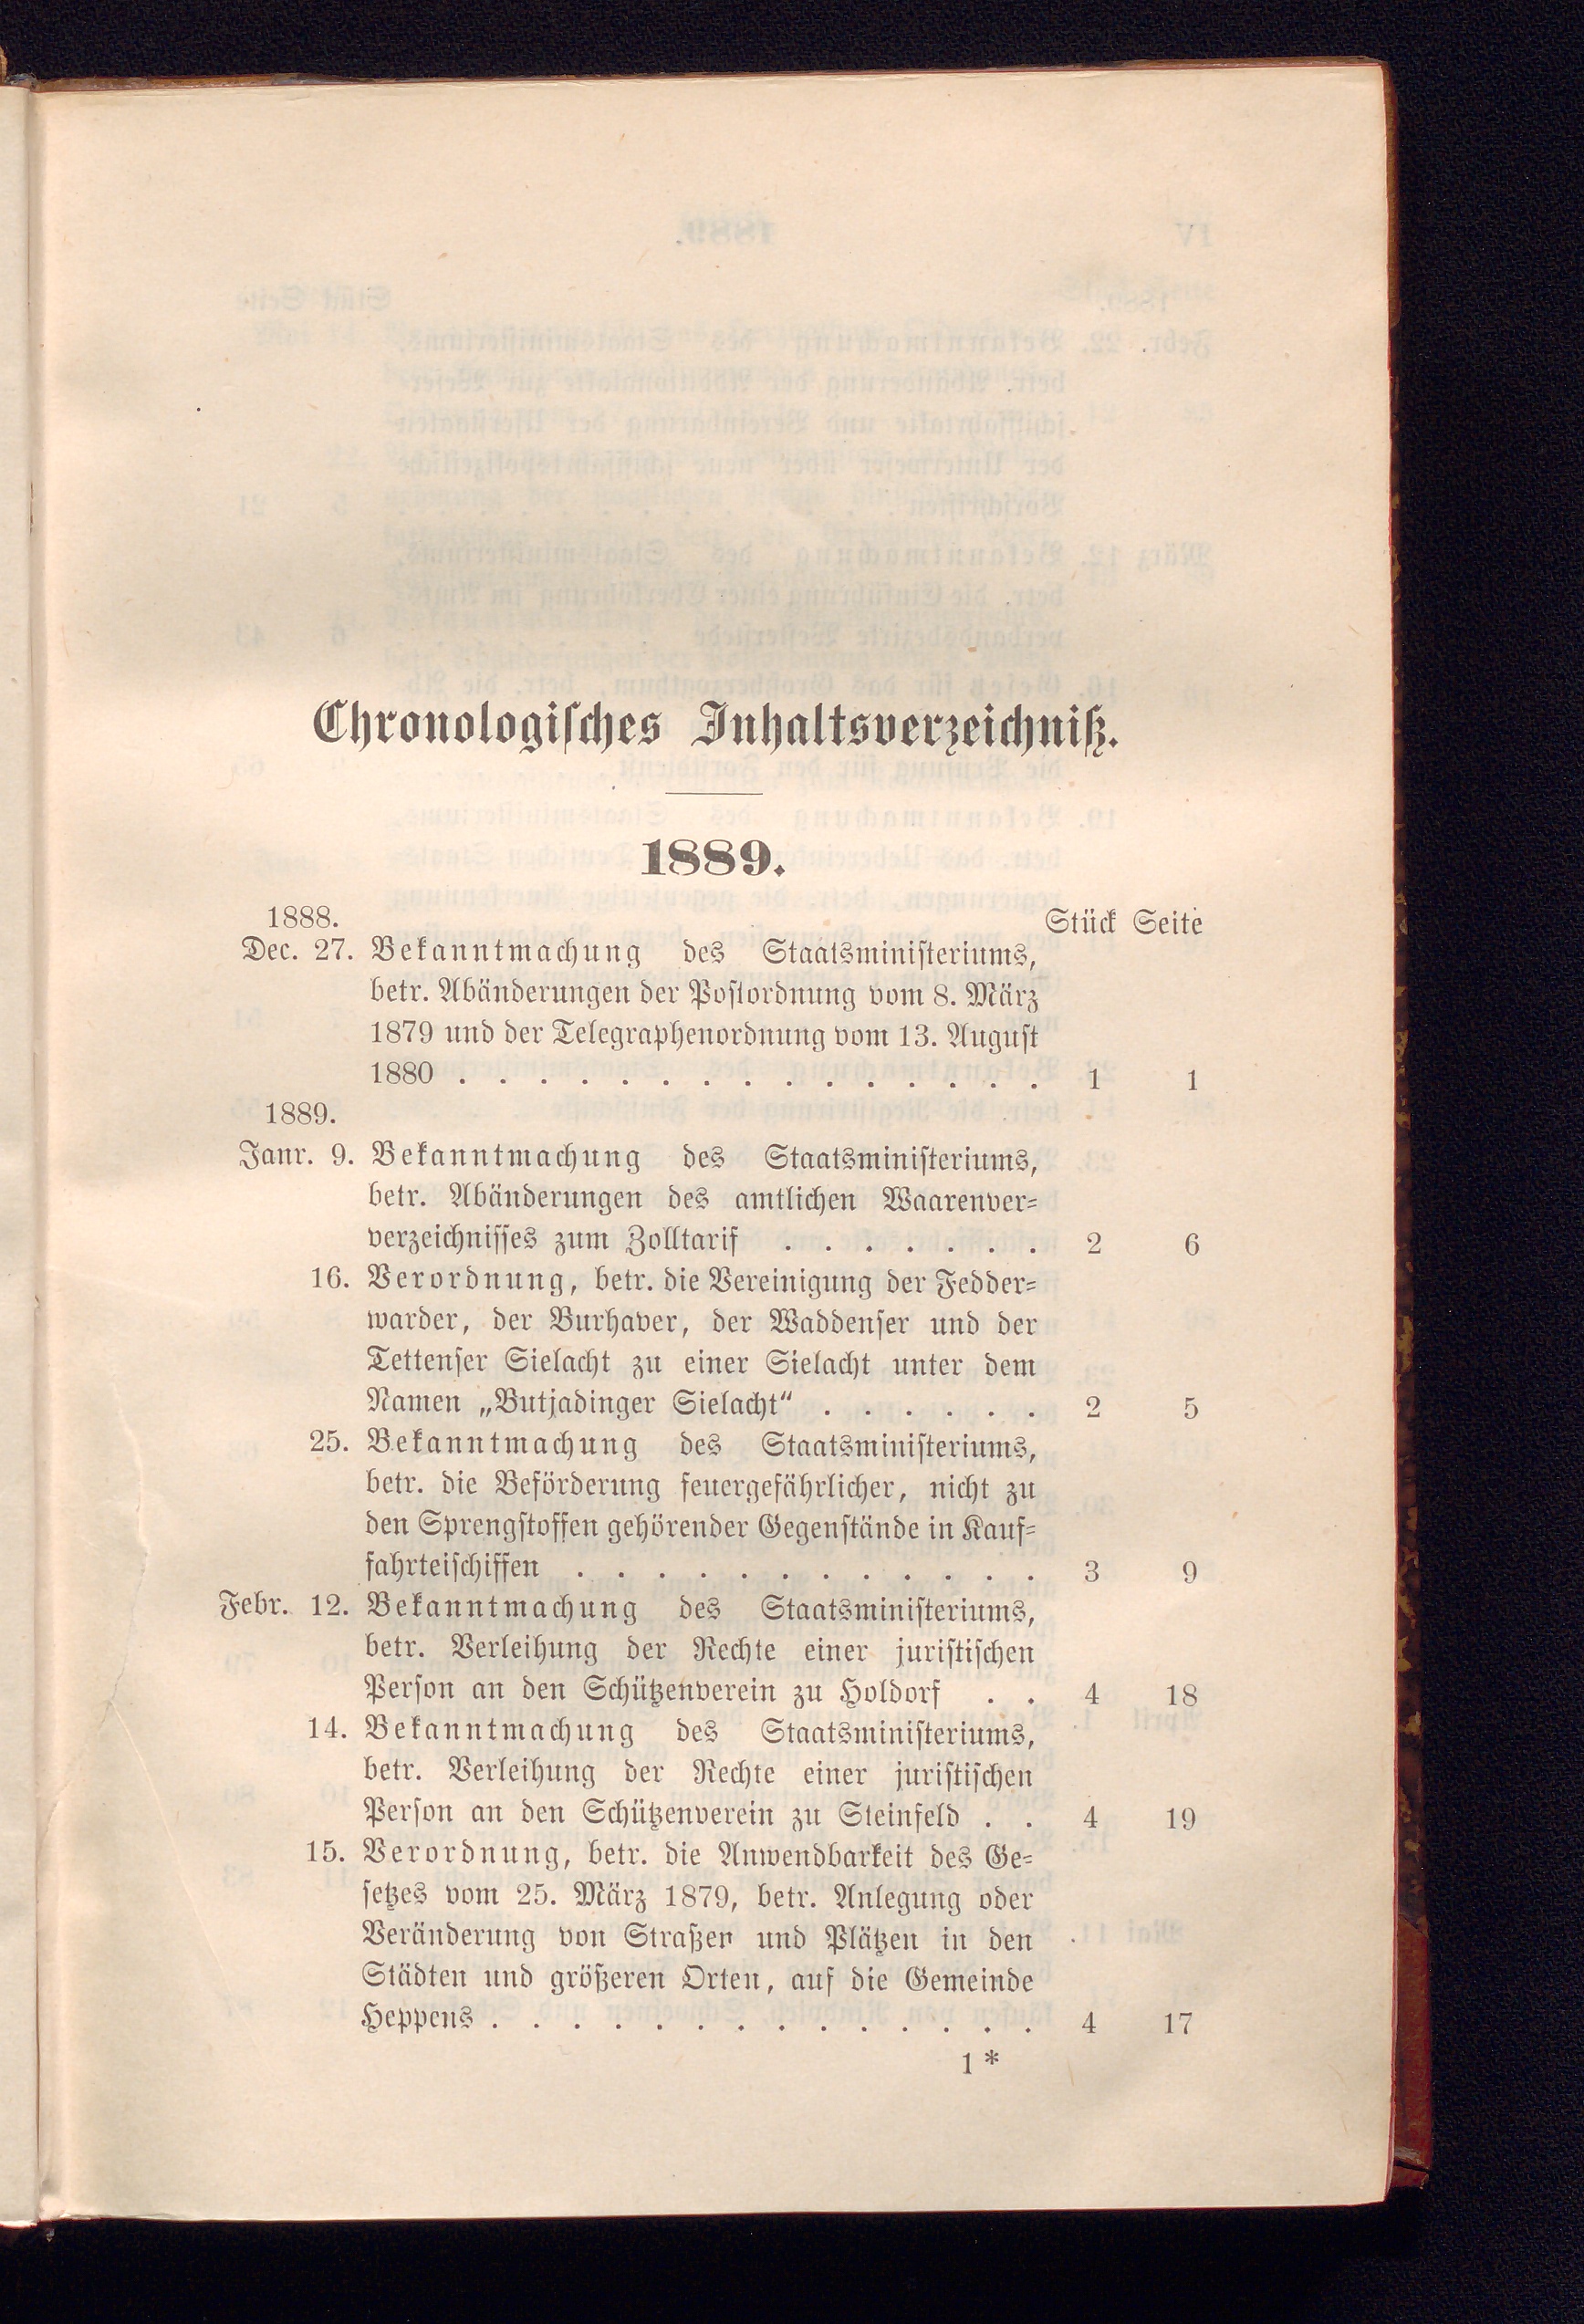 Chronologisches Inhaltsverzeichniß.
1889.
1888. Stück Seite
Dec. 27. Bekanntmachung des Staatsministeriums,
betr. Abänderungen der Postordnung vom 8. März
1879 und der Telegraphenordnung vom 13. August
1880 . . . . . . . . . . . . . . . 1 1
1889.
Janr. 9. Bekanntmachung des Staatsministeriums,
betr. Abänderungen des amtlichen Waarenver-
verzeichnisses zum Zolltarif . . . . . . . 2 6
16. Verordnung, betr. die Vereinigung der Fedder-
warder, der Burhaver, der Waddenser und der
Tettenser Sielacht zu einer Sielacht unter dem
Namen „Butjadinger Sielacht“ . . . . . . 2 5
25. Bekanntmachung des Staatsministeriums,
betr. die Beförderung feuergefährlicher, nicht zu
den Sprengstoffen gehörender Gegenstände in Kauf-
fahrteischiffen . . . . . . . . . . . . 3 9
Febr. 12. Bekanntmachung des Staatsministeriums,
betr. Verleihung der Rechte einer juristischen
Person an den Schützenverein zu Holdorf . . 4 18
14. Bekanntmachung des Staatsministeriums,
betr. Verleihung der Rechte einer juristischen
Person an den Schützenverein zu Steinfeld . . 4 19
15. Verordnung, betr. die Anwendbarkeit des Ge-
setzes vom 25. März 1879, betr. Anlegung oder
Veränderung von Straßen und Plätzen in den
Städten und größeren Orten, auf die Gemeinde
Heppens . . . . . . . . . . . . . . 4 17
1*